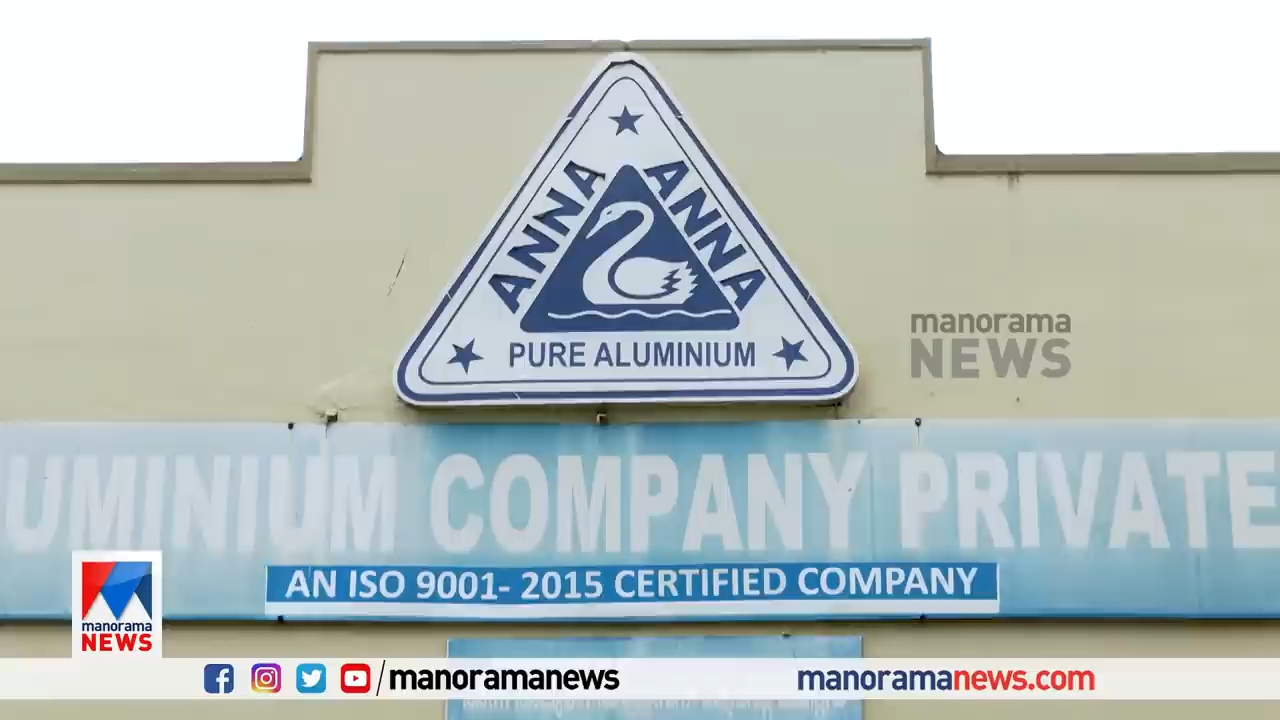 ANNA ANNA
PURE ALUMINIUM
manorama
NEWS
UMINIUM COMPANY PRIVATE
AN ISO 9001- 2015 CERTIFIED COMPANY
manorama
NEWS
/manoramanews
manoramanews.com